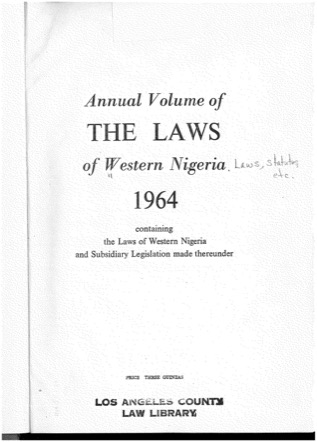 Annual Volume of
THE LAWS
of Western Nigeria. Laws, statutes
etc.
1964
containing
the Laws of Western Nigeria
and Subsidiary Legislation made thereunder
PRICE THREE GUINEAS
LOS ANGELES COUNTY
LAW LIBRARY